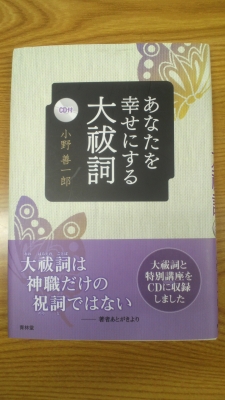 あなたを
幸せにする
大祓詞
CD付
小野 善一郎
大祓詞は
神職だけの
祝詞ではない
著者あとがきより
大祓詞と
特別講座を
CDに収録
しました
青林堂